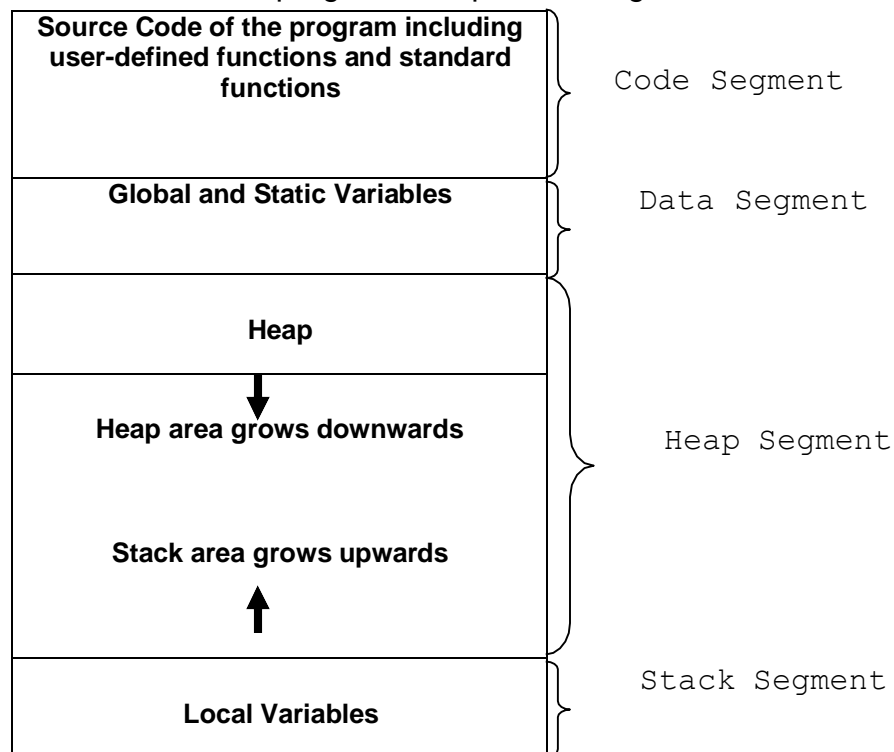 Source Code of the program including
user-defined functions and standard
functions
Code Segment
Global and Static Variables
Data Segment
Heap
Heap area grows downwards
Heap Segment
Stack area grows upwards
Stack Segment
Local Variables